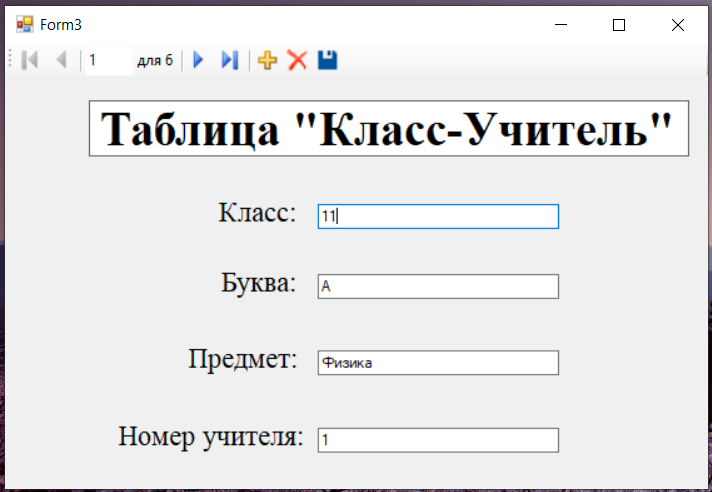 Form3
1 для 6
Таблица "Класс-Учитель"
Класс: 11
Буква: А
Предмет: Физика
Номер учителя: 1